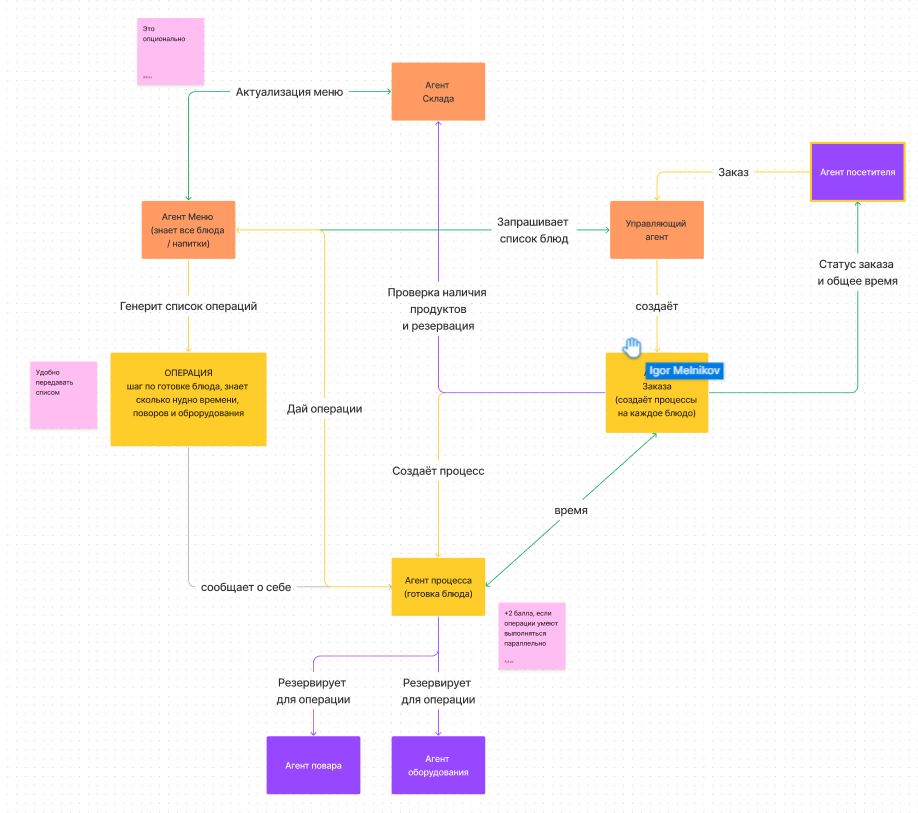 Это
опционально
Актуализация меню
Агент
Склада
Агент посетителя
Заказ
Агент Меню
(знает все блюда
/ напитки)
Запрашивает
список блюд
Управляющий
агент
Статус заказа
и общее время
Генерит список операций
Проверка наличия
продуктов
и резервация
создаёт
Igor Melnikov
Удобно
передавать
списом
ОПЕРАЦИЯ
шаг по готовке блюда, знает
сколько нудно времени,
поворов и оброрудования
Заказа
(создаёт процессы
на каждое блюдо)
Дай операции
Создаёт процесс
время
сообщает о себе
Агент процесса
(готовка блюда)
+2 балла, если
операции умеют
выполняться
параллельно
Резервирует
для операции
Резервирует
для операции
Агент повара
Агент
оборудования